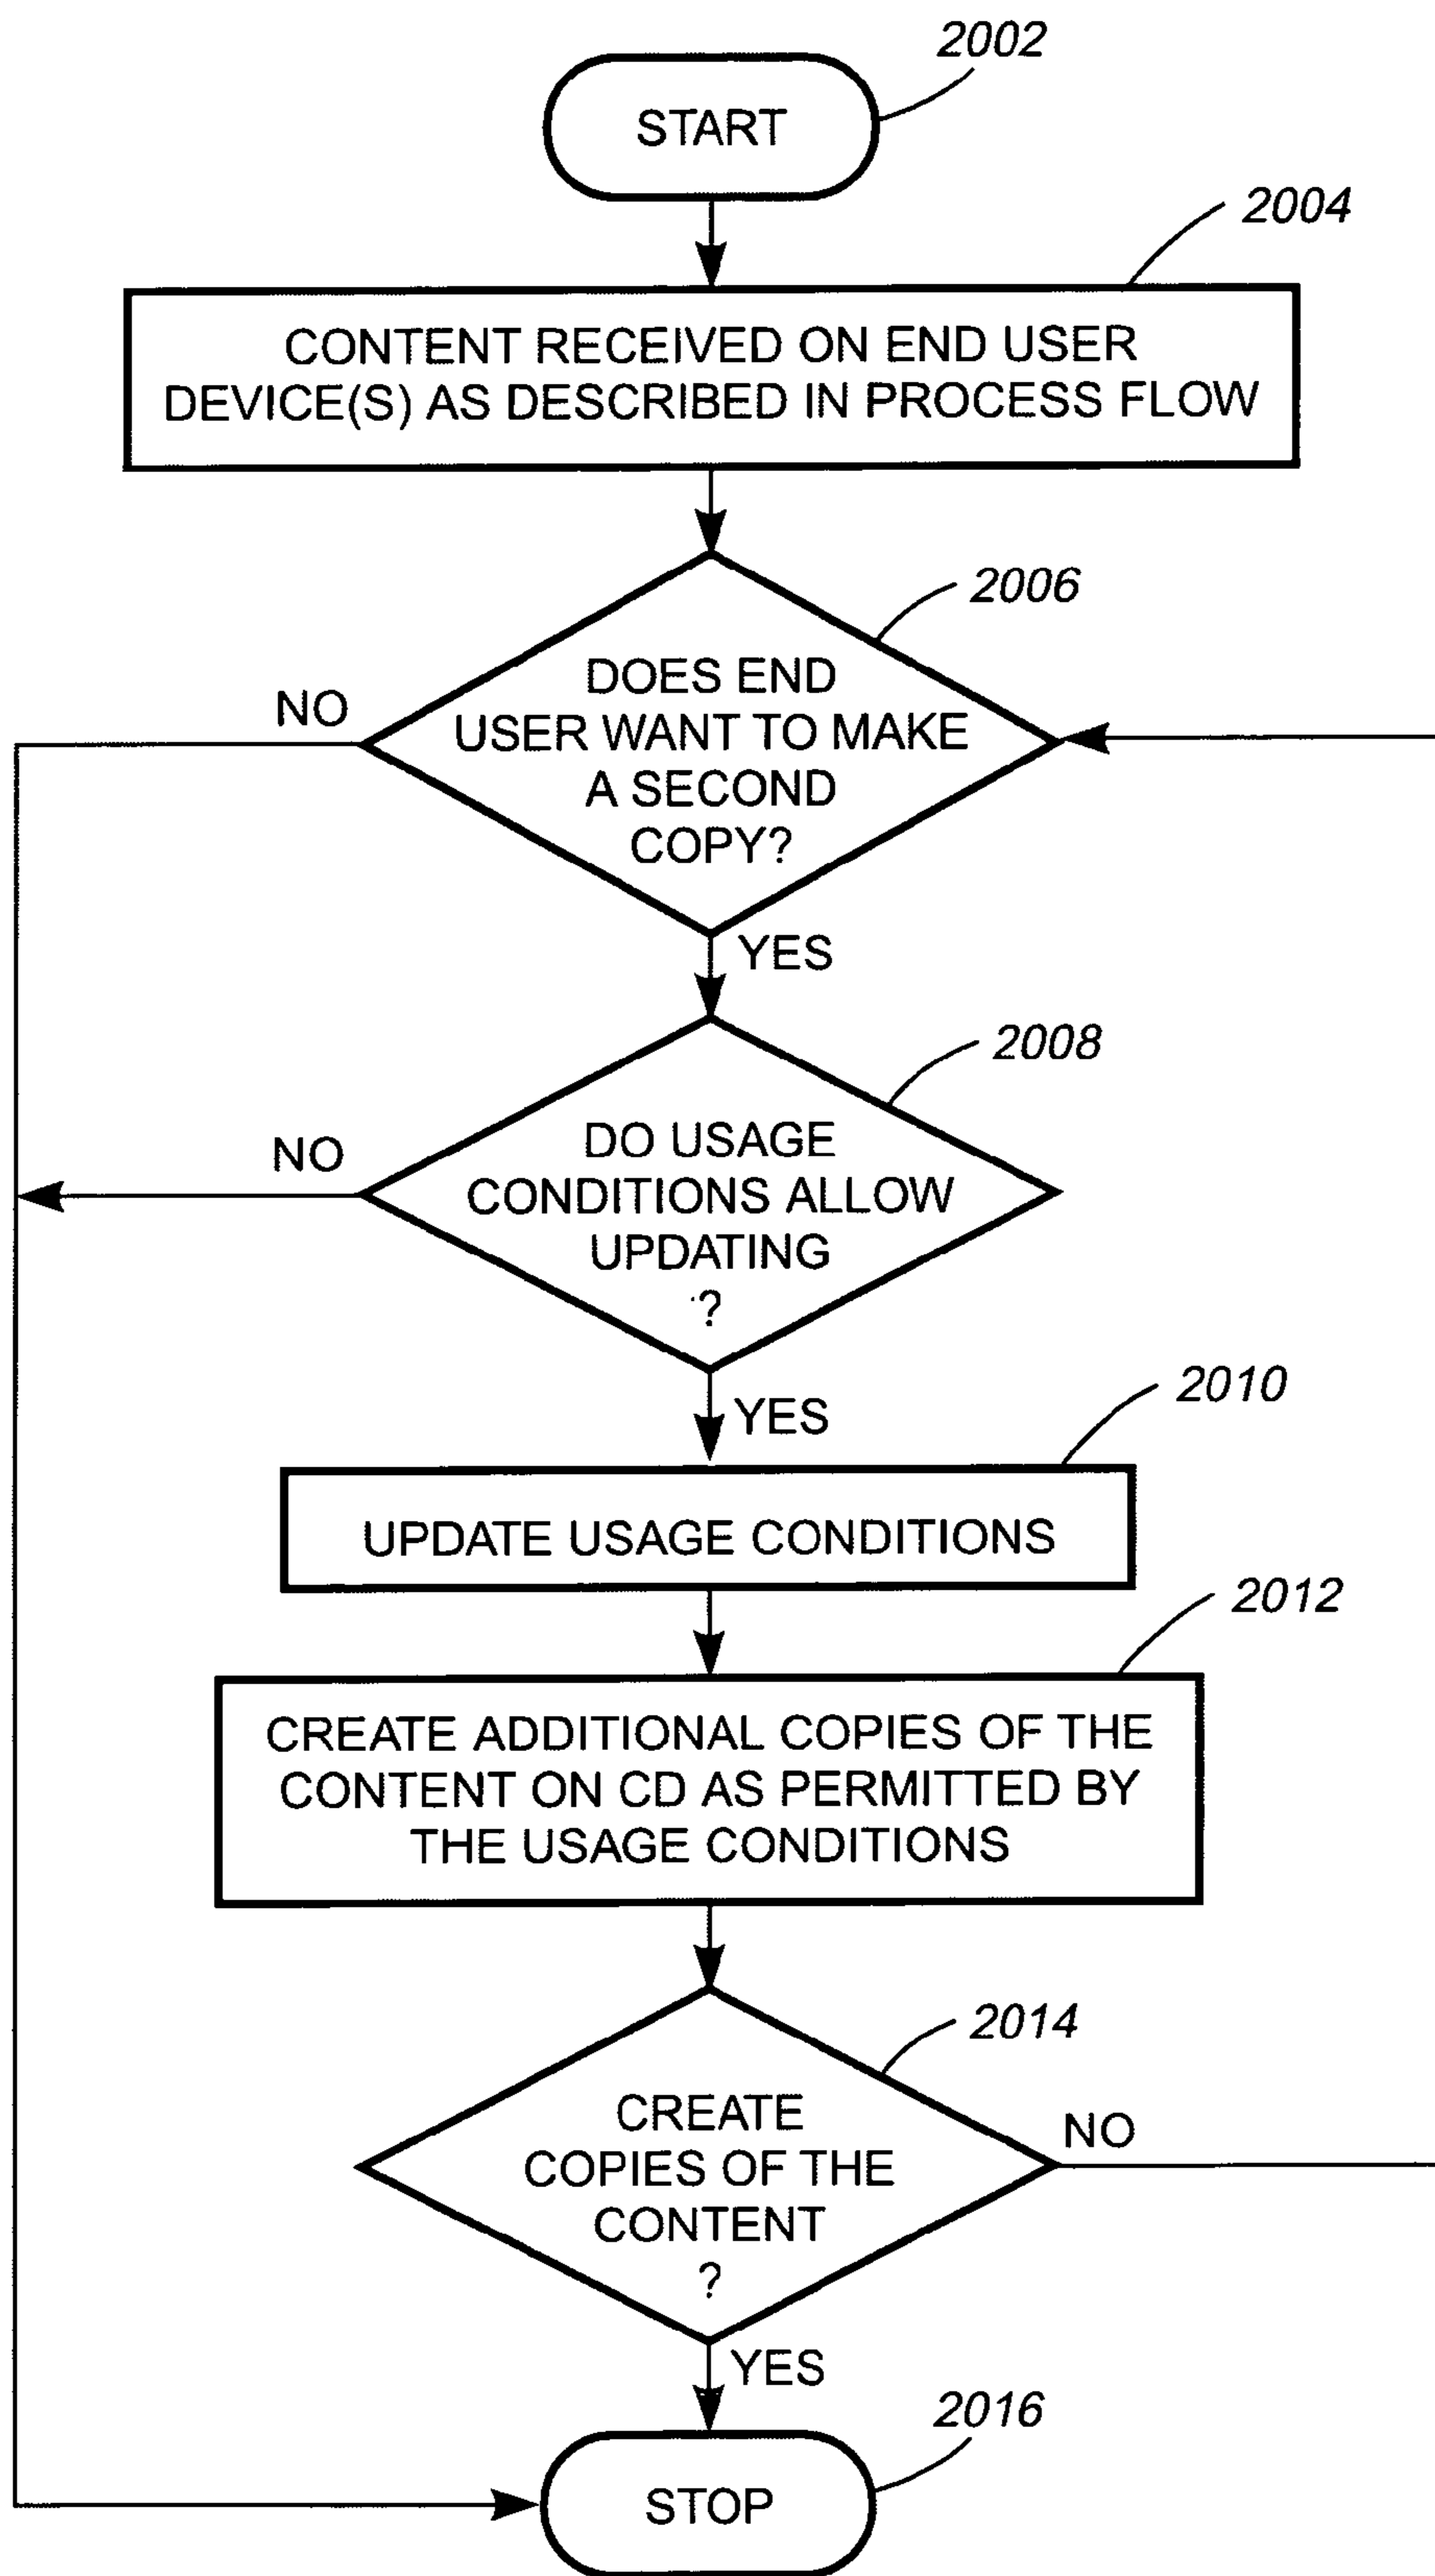 2002
START
2004
CONTENT RECEIVED ON END USER
DEVICE(S) AS DESCRIBED IN PROCESS FLOW
2006
DOES END
USER WANT TO MAKE
A SECOND
COPY?
NO
YES
2008
DO USAGE
CONDITIONS ALLOW
UPDATING
?
NO
YES
2010
UPDATE USAGE CONDITIONS
2012
CREATE ADDITIONAL COPIES OF THE
CONTENT ON CD AS PERMITTED BY
THE USAGE CONDITIONS
2014
CREATE
COPIES OF THE
CONTENT
?
NO
YES
2016
STOP